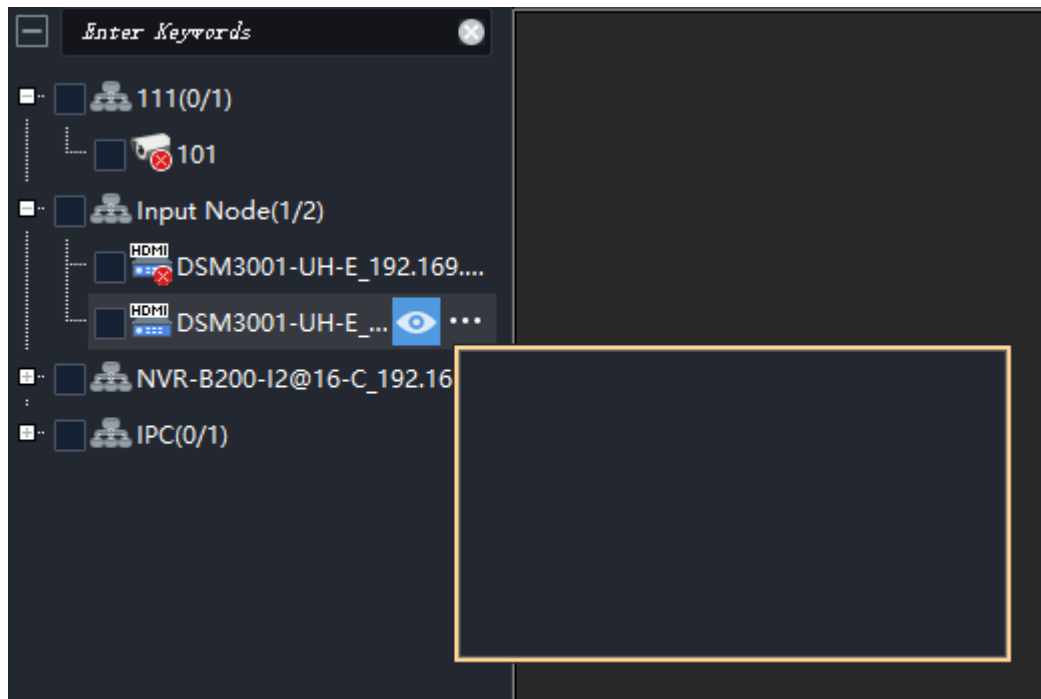 Enter Keywords
111(0/1)
101
Input Node(1/2)
HDMI
DSM3001-UH-E_192.169....
HDMI
DSM3001-UH-E_... ...
NVR-B200-I2@16-C_192.16
IPC(0/1)